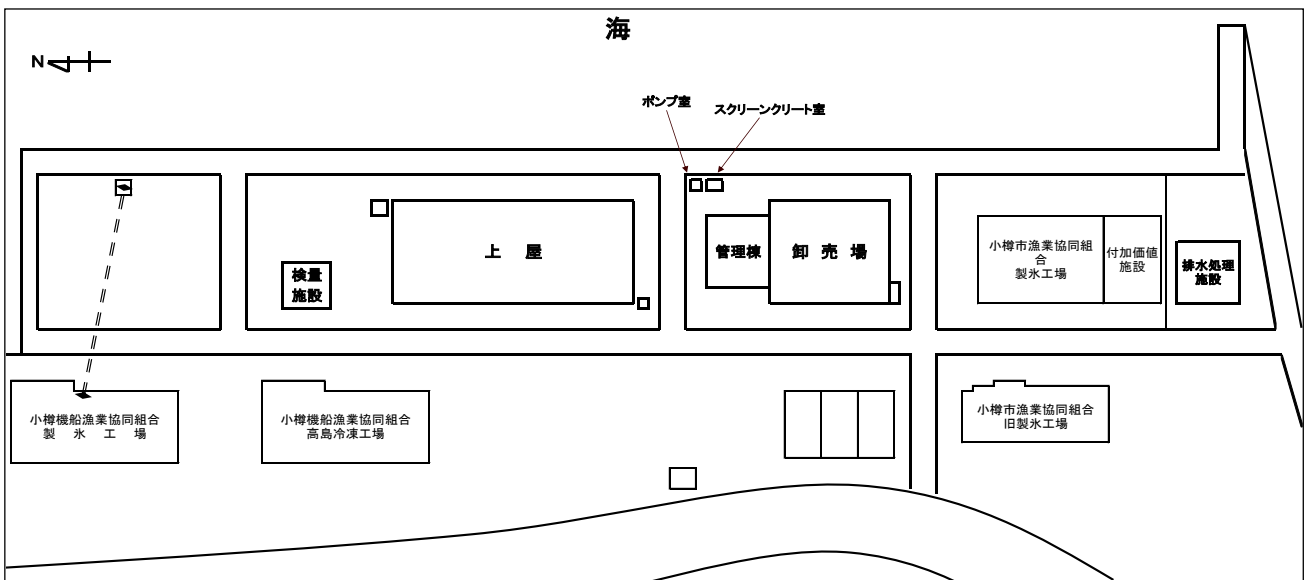 海
N
ポンプ室
スクリーンクリート室
上　屋
管理棟
卸 売 場
検量
施設
小樽市漁業協同組
合
製氷工場
付加価値
施設
排水処理
施設
小樽機船漁業協同組合
製　氷　工　場
小樽機船漁業協同組合
高島冷凍工場
小樽市漁業協同組合
旧製氷工場